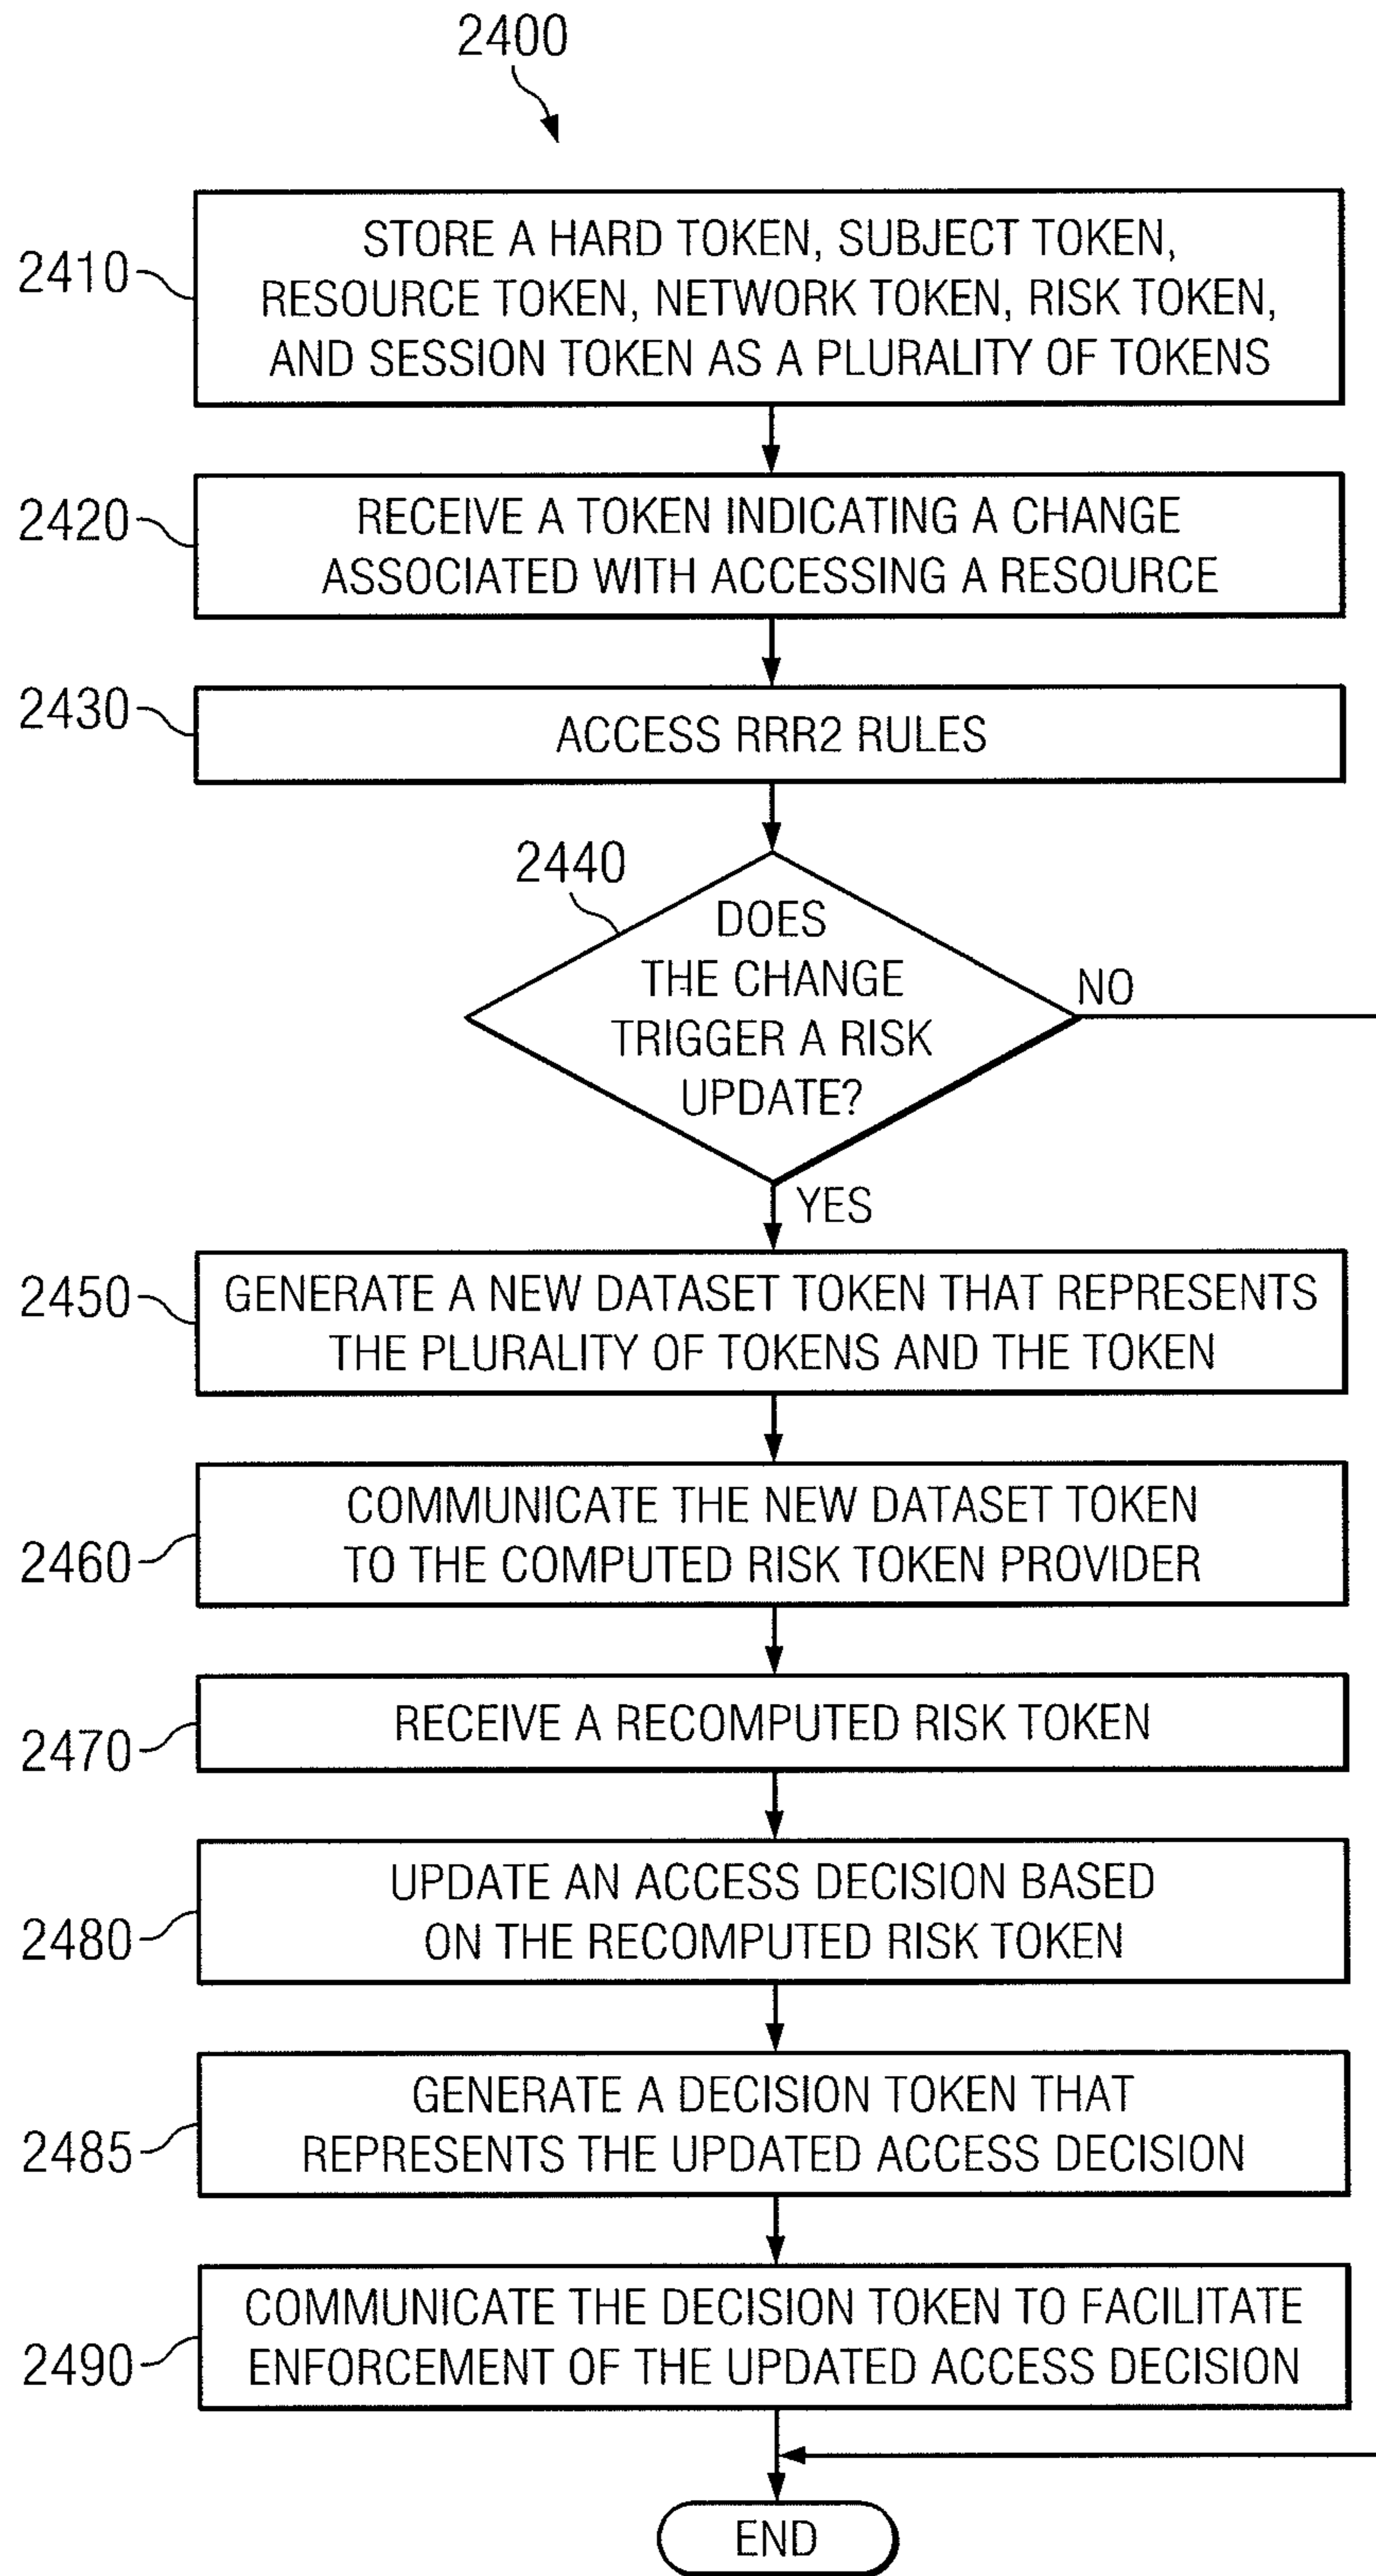 2400
2410
STORE A HARD TOKEN, SUBJECT TOKEN,
RESOURCE TOKEN, NETWORK TOKEN, RISK TOKEN,
AND SESSION TOKEN AS A PLURALITY OF TOKENS
2420
RECEIVE A TOKEN INDICATING A CHANGE
ASSOCIATED WITH ACCESSING A RESOURCE
2430
ACCESS RRR2 RULES
2440
DOES
THE CHANGE
TRIGGER A RISK
UPDATE?
NO
YES
2450
GENERATE A NEW DATASET TOKEN THAT REPRESENTS
THE PLURALITY OF TOKENS AND THE TOKEN
2460
COMMUNICATE THE NEW DATASET TOKEN
TO THE COMPUTED RISK TOKEN PROVIDER
2470
RECEIVE A RECOMPUTED RISK TOKEN
2480
UPDATE AN ACCESS DECISION BASED
ON THE RECOMPUTED RISK TOKEN
2485
GENERATE A DECISION TOKEN THAT
REPRESENTS THE UPDATED ACCESS DECISION
2490
COMMUNICATE THE DECISION TOKEN TO FACILITATE
ENFORCEMENT OF THE UPDATED ACCESS DECISION
END